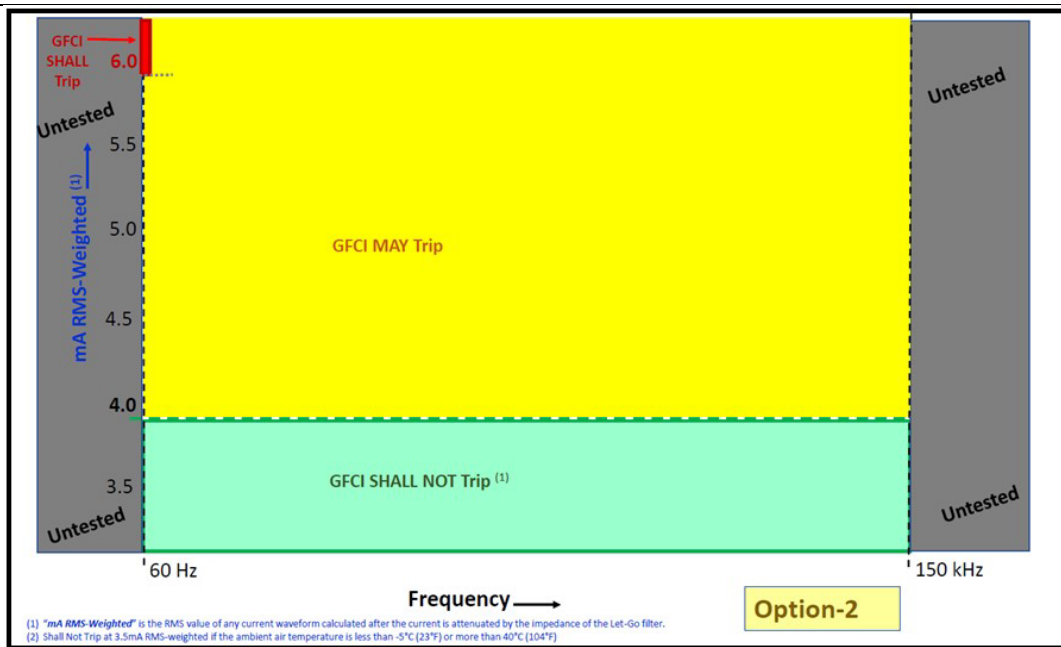 GFCI
SHALL
Trip
6.0
Untested
Untested
5.5
mA RMS-Weighted (1)
5.0
GFCI MAY Trip
4.5
4.0
GFCI SHALL NOT Trip (1)
3.5
Untested
Untested
60 Hz
150 kHz
Frequency
Option-2
(1) "mA RMS-Weighted" is the RMS value of any current waveform calculated after the current is attenuated by the impedance of the Let-Go filter.
(2) Shall Not Trip at 3.5mA RMS-weighted if the ambient air temperature is less than -5°C (23°F) or more than 40°C (104°F)